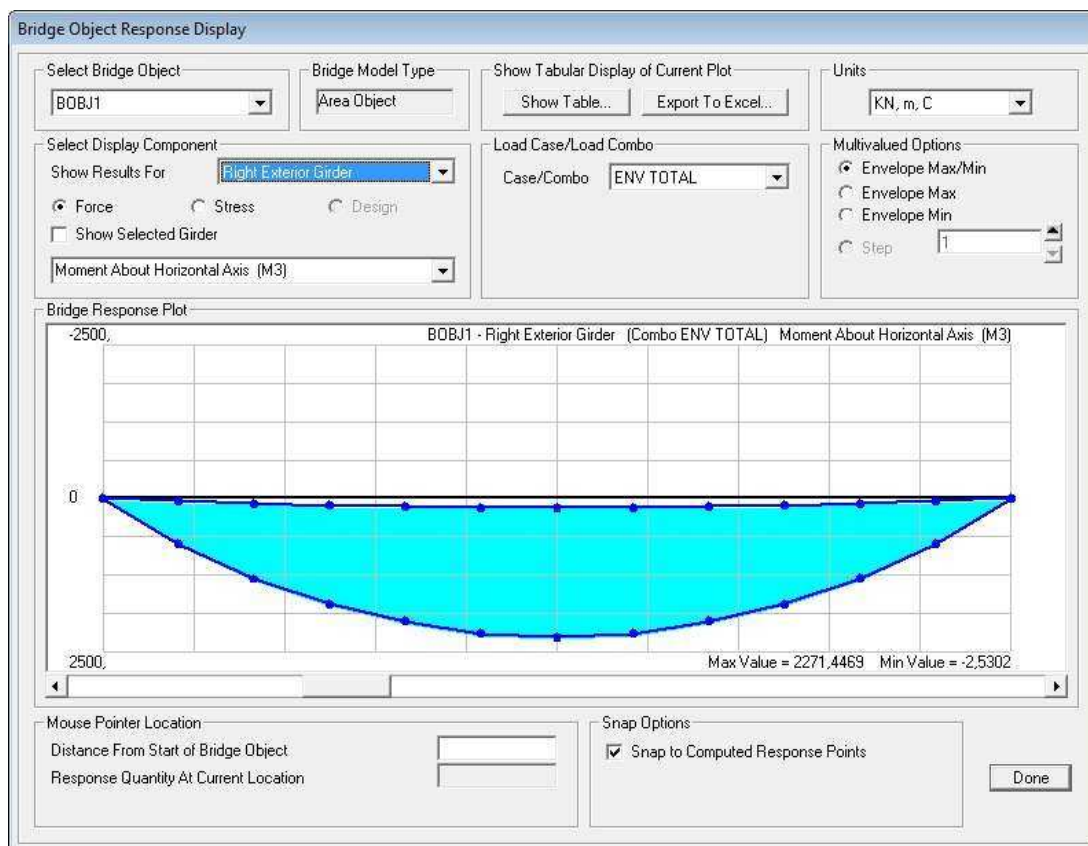 Bridge Object Response Display
Select Bridge Object
BOBJ1
Bridge Model Type
Area Object
Show Tabular Display of Current Plot
Show Table...
Export To Excel...
Units
KN, m, C
Select Display Component
Show Results For
Right Exterior Girder
Force
Stress
Design
Show Selected Girder
Moment About Horizontal Axis (M3)
Load Case/Load Combo
Case/Combo
ENV TOTAL
Multivalued Options
Envelope Max/Min
Envelope Max
Envelope Min
Step
1
Bridge Response Plot
-2500,
BOBJ1 - Right Exterior Girder (Combo ENV TOTAL) Moment About Horizontal Axis (M3)
0
2500,
Max Value = 2271,4469 Min Value = -2,5302
Mouse Pointer Location
Distance From Start of Bridge Object
Response Quantity At Current Location
Snap Options
Snap to Computed Response Points
Done